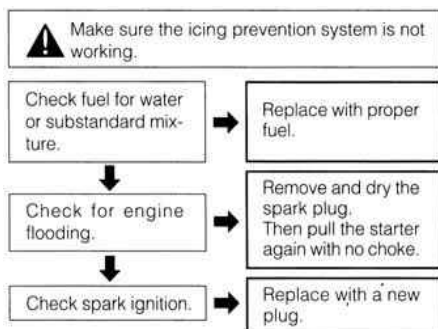 Make sure the icing prevention system is not
working.
Check fuel for water
or substandard mix-
ture.
Replace with proper
fuel.
Check for engine
flooding.
Remove and dry the
spark plug.
Then pull the starter
again with no choke.
Check spark ignition.
Replace with a new
plug.